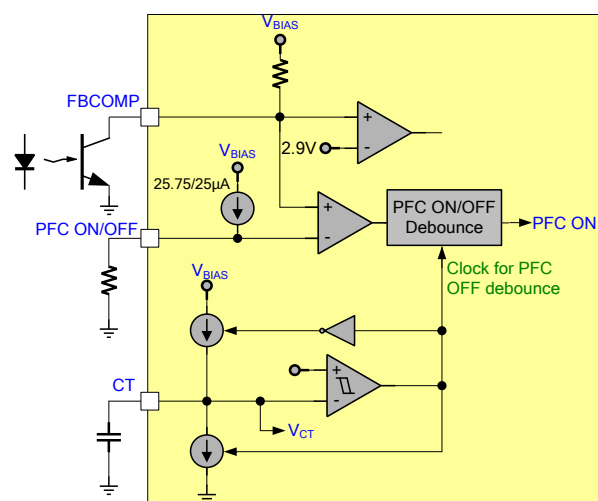 VBIAS
FBCOMP
+
-
2.9V
VBIAS
25.75/25µA
+
-
PFC ON/OFF
Debounce
PFC ON
PFC ON/OFF
Clock for PFC
OFF debounce
VBIAS
+
-
CT
VCT